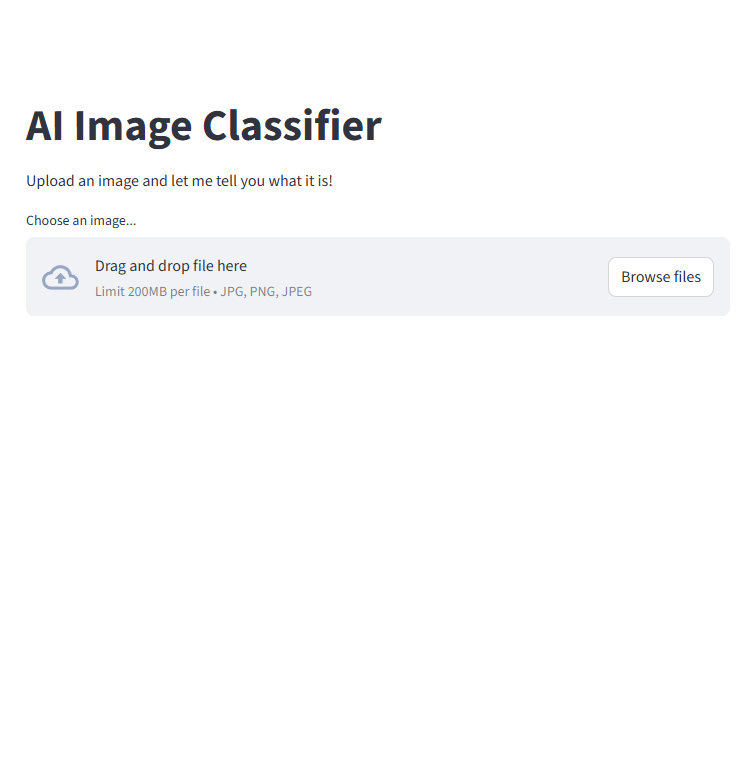 AI Image Classifier
Upload an image and let me tell you what it is!
Choose an image...
Drag and drop file here
Limit 200MB per file • JPG, PNG, JPEG
Browse files